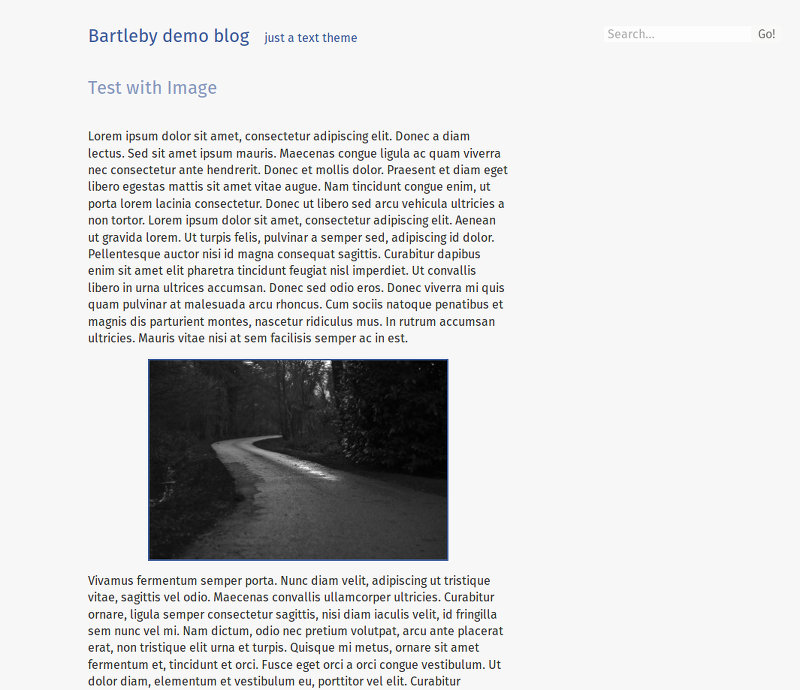 Bartleby demo blog just a text theme
Search... Go!
Test with Image
Lorem ipsum dolor sit amet, consectetur adipiscing elit. Donec a diam
lectus. Sed sit amet ipsum mauris. Maecenas congue ligula ac quam viverra
nec consectetur ante hendrerit. Donec et mollis dolor. Praesent et diam eget
libero egestas mattis sit amet vitae augue. Nam tincidunt congue enim, ut
porta lorem lacinia consectetur. Donec ut libero sed arcu vehicula ultricies a
non tortor. Lorem ipsum dolor sit amet, consectetur adipiscing elit. Aenean
ut gravida lorem. Ut turpis felis, pulvinar a semper sed, adipiscing id dolor.
Pellentesque auctor nisi id magna consequat sagittis. Curabitur dapibus
enim sit amet elit pharetra tincidunt feugiat nisl imperdiet. Ut convallis
libero in urna ultrices accumsan. Donec sed odio eros. Donec viverra mi quis
quam pulvinar at malesuada arcu rhoncus. Cum sociis natoque penatibus et
magnis dis parturient montes, nascetur ridiculus mus. In rutrum accumsan
ultricies. Mauris vitae nisi at sem facilisis semper ac in est.
Vivamus fermentum semper porta. Nunc diam velit, adipiscing ut tristique
vitae, sagittis vel odio. Maecenas convallis ullamcorper ultricies. Curabitur
ornare, ligula semper consectetur sagittis, nisi diam iaculis velit, id fringilla
sem nunc vel mi. Nam dictum, odio nec pretium volutpat, arcu ante placerat
erat, non tristique elit urna et turpis. Quisque mi metus, ornare sit amet
fermentum et, tincidunt et orci. Fusce eget orci a orci congue vestibulum. Ut
dolor diam, elementum et vestibulum eu, porttitor vel elit. Curabitur